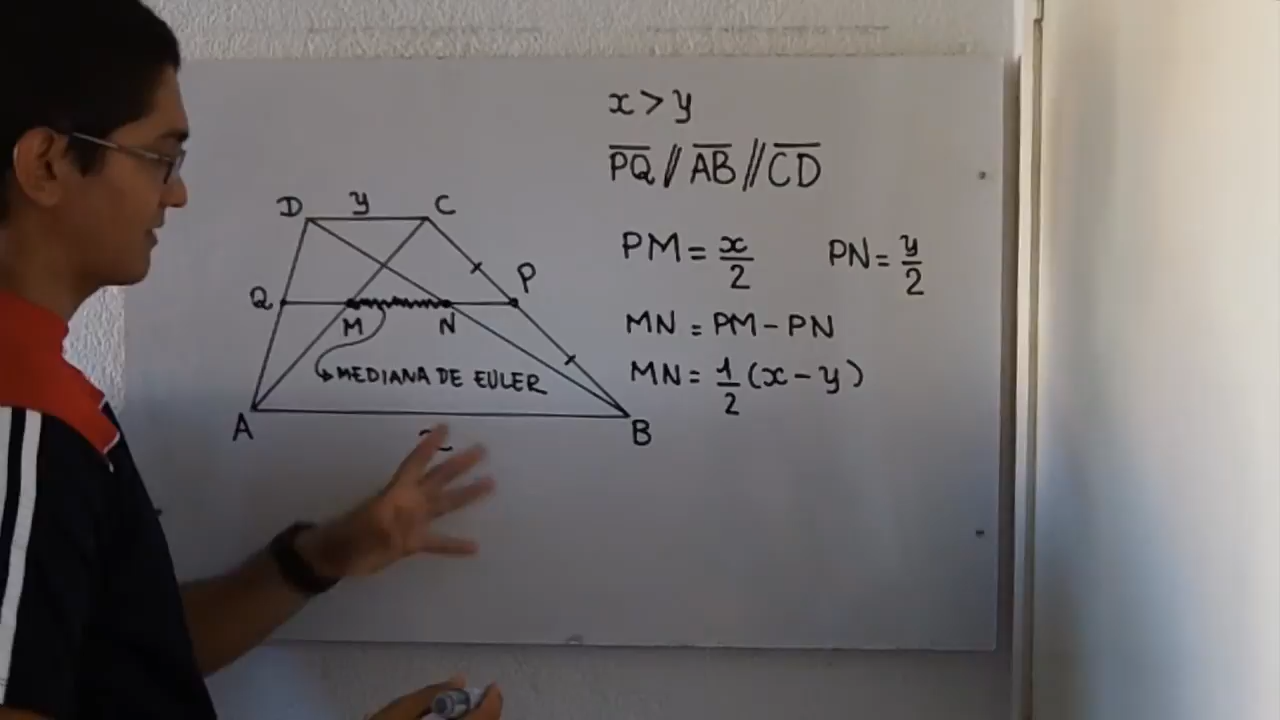 x > y
PQ // AB // CD
D y C
PM = x/2 PN = y/2
Q M N P
MN = PM - PN
MEDIANA DE EULER
MN = 1/2 (x - y)
A x B